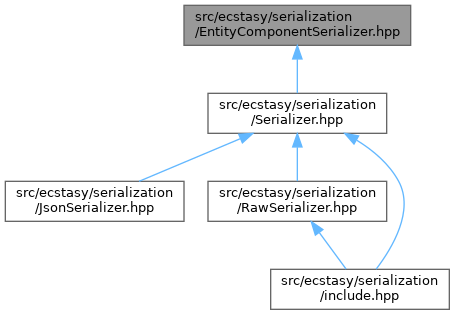 src/ecstasy/serialization
/EntityComponentSerializer.hpp
src/ecstasy/serialization
/Serializer.hpp
src/ecstasy/serialization
/JsonSerializer.hpp
src/ecstasy/serialization
/RawSerializer.hpp
src/ecstasy/serialization
/include.hpp